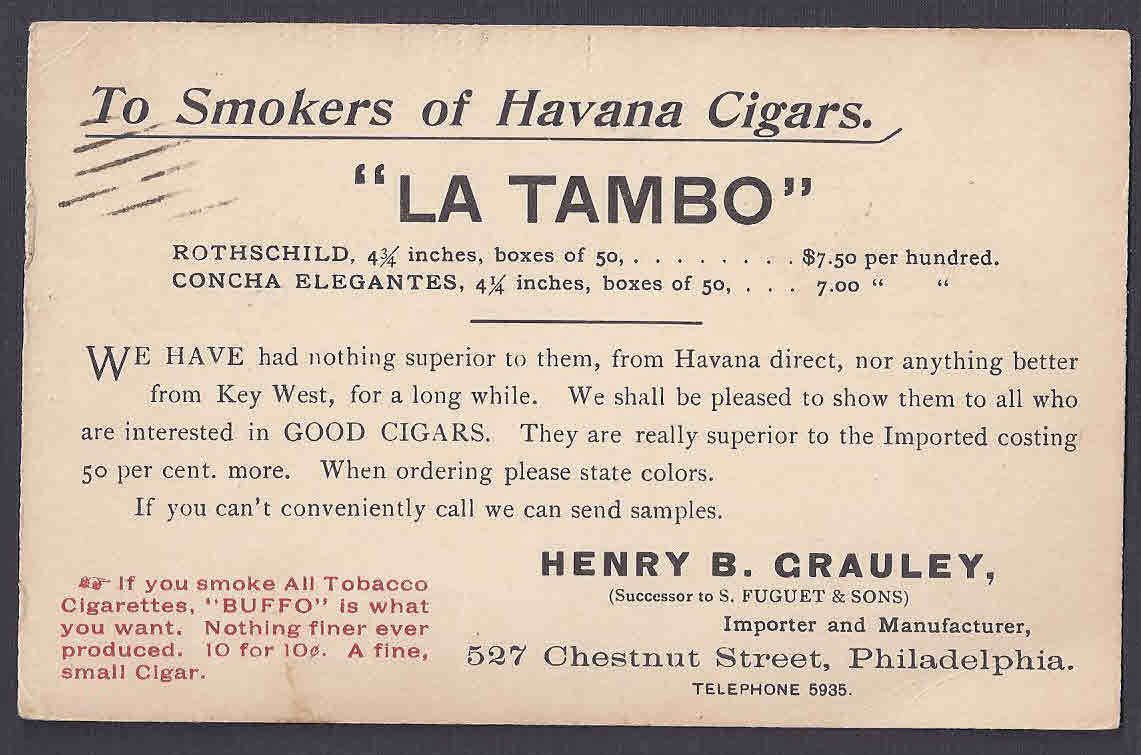 To Smokers of Havana Cigars.
"LA TAMBO"
ROTHSCHILD, 4¾ inches, boxes of 50, . . . . . . . . $7.50 per hundred.
CONCHA ELEGANTES, 4¼ inches, boxes of 50, . . . 7.00 " "
WE HAVE had nothing superior to them, from Havana direct, nor anything better
from Key West, for a long while. We shall be pleased to show them to all who
are interested in GOOD CIGARS. They are really superior to the Imported costing
50 per cent. more. When ordering please state colors.
If you can't conveniently call we can send samples.
☞ If you smoke All Tobacco
Cigarettes, "BUFFO" is what
you want. Nothing finer ever
produced. 10 for 10¢. A fine,
small Cigar.
HENRY B. GRAULEY,
(Successor to S. FUGUET & SONS)
Importer and Manufacturer,
527 Chestnut Street, Philadelphia.
TELEPHONE 5935.